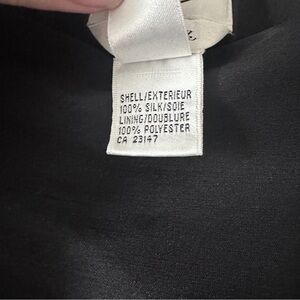 SHELL/EXTERIEUR
100% SILK/SOIE
LINING/DOUBLURE
100% POLYESTER
CA 23147